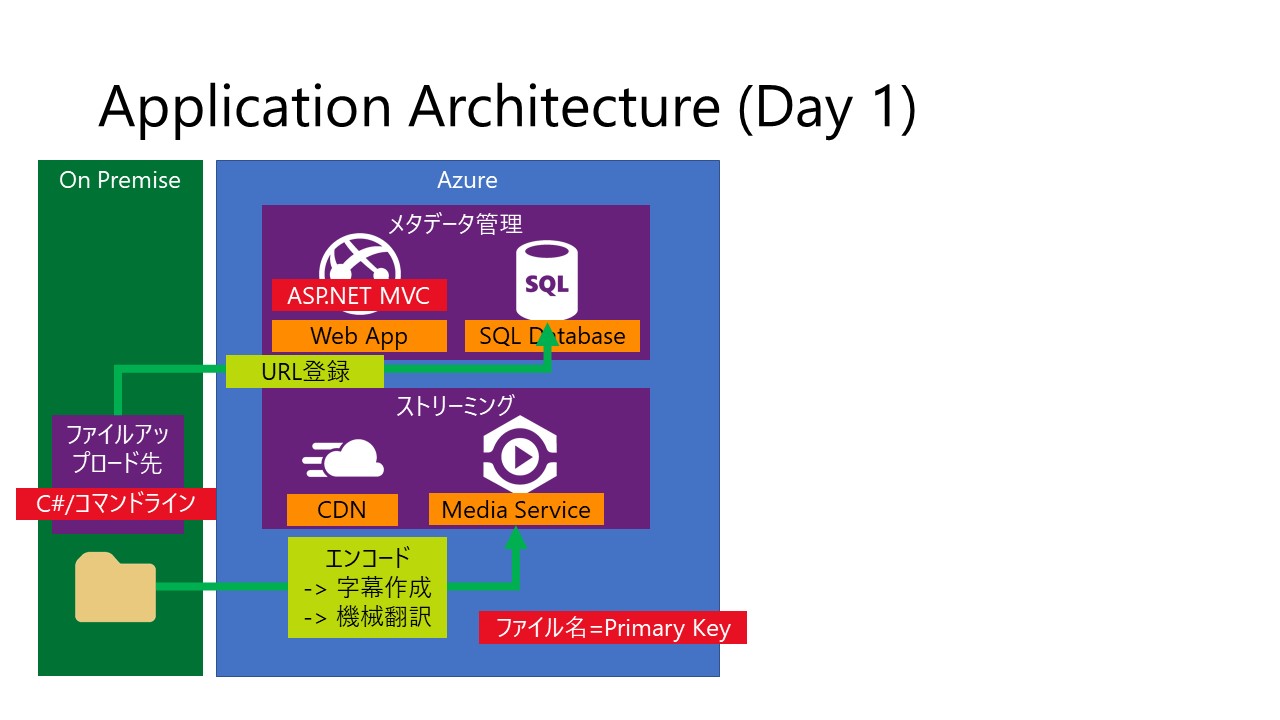 Application Architecture (Day 1)
On Premise
Azure
メタデータ管理
SQL
ASP.NET MVC
Web App
SQL Database
URL登録
ファイルアッ
プロード先
C#/コマンドライン
ストリーミング
CDN
Media Service
エンコード
-> 字幕作成
-> 機械翻訳
ファイル名=Primary Key